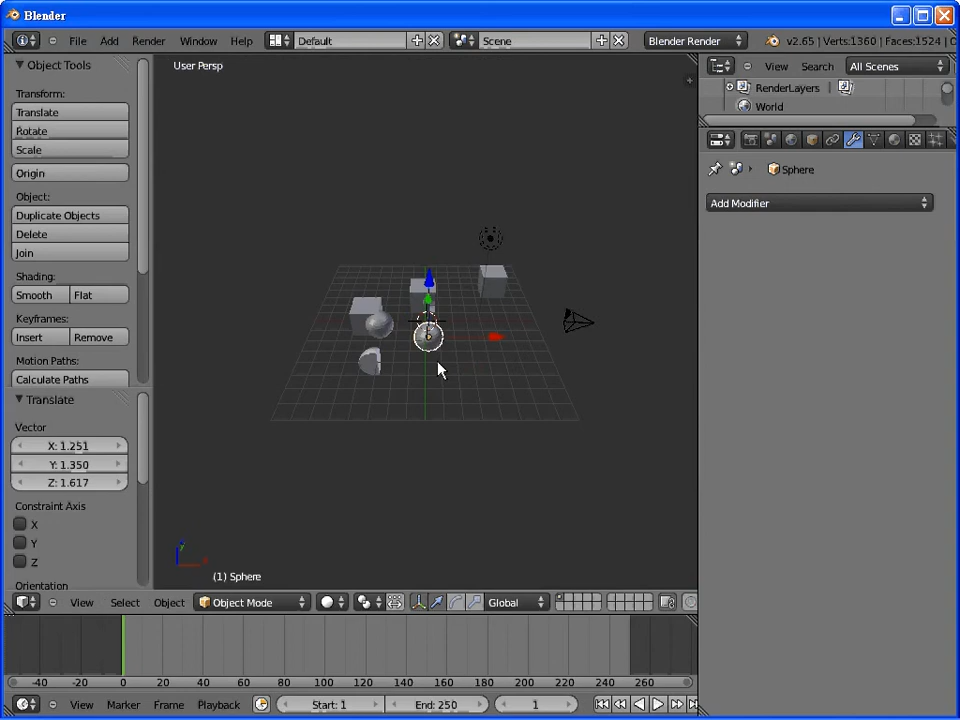 Blender
File Add Render Window Help Default Scene Blender Render v2.65 | Verts:1360 | Faces:1524 |
Object Tools
Transform:
Translate
Rotate
Scale
Origin
Object:
Duplicate Objects
Delete
Join
Shading:
Smooth Flat
Keyframes:
Insert Remove
Motion Paths:
Calculate Paths
Translate
Vector
X: 1.251
Y: 1.350
Z: 1.617
Constraint Axis
X
Y
Z
Orientation
User Persp
(1) Sphere
View Select Object Object Mode Global
View Search All Scenes
RenderLayers
World
Sphere
Add Modifier
-40 -20 0 20 40 60 80 100 120 140 160 180 200 220 240 260
View Marker Frame Playback Start: 1 End: 250 1